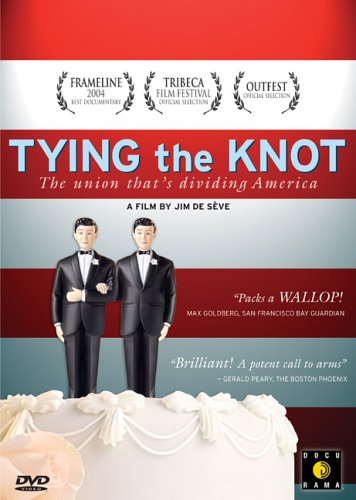 FRAMELINE
2004
BEST DOCUMENTARY
TRIBECA
FILM FESTIVAL
OFFICIAL SELECTION
OUTFEST
OFFICIAL SELECTION
TYING the KNOT
The union that's dividing America
A FILM BY JIM DE SÈVE
"Packs a WALLOP!
MAX GOLDBERG, SAN FRANCISCO BAY GUARDIAN
"Brilliant! A potent call to arms"
– GERALD PEARY, THE BOSTON PHOENIX
DVD
VIDEO
DOCU
RAMA